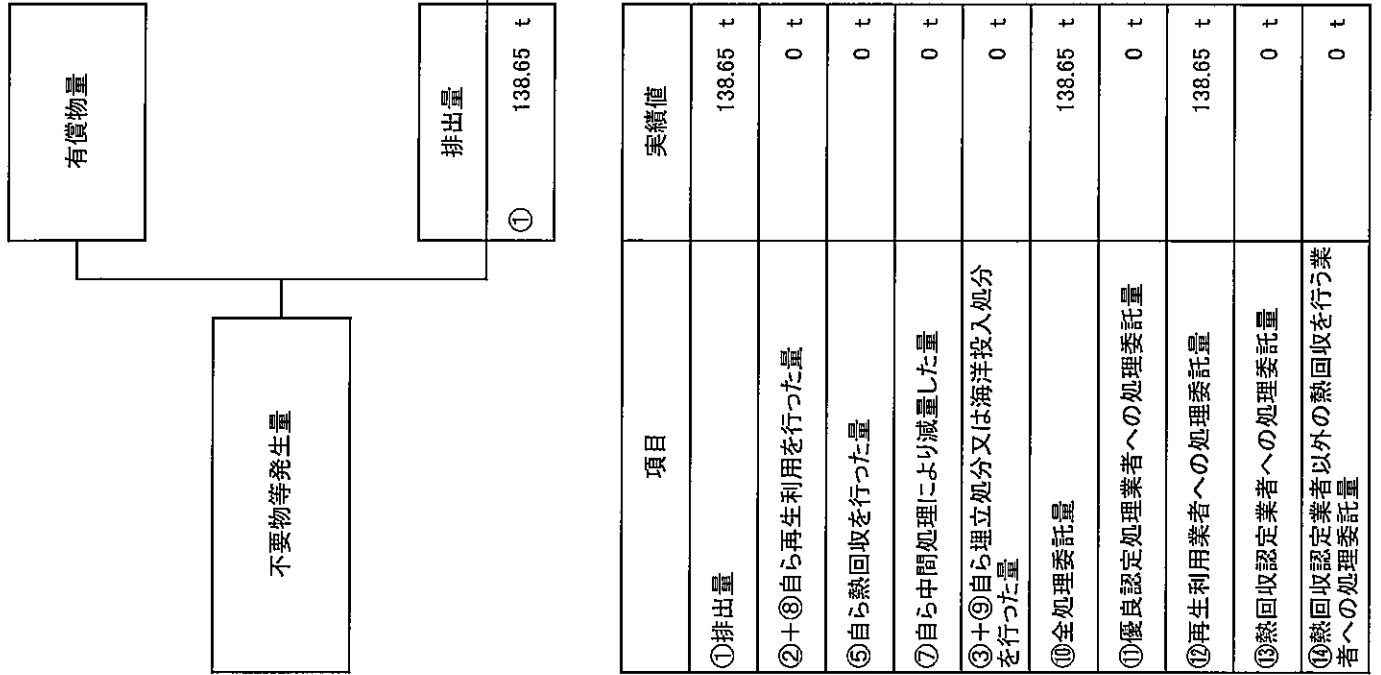 不要物等発生量
有償物量
排出量
① 138.65 t
項目 実績値
①排出量 138.65 t
②+⑧自ら再生利用を行った量 0 t
⑤自ら熱回収を行った量 0 t
⑦自ら中間処理により減量した量 0 t
③+⑨自ら埋立処分又は海洋投入処分
を行った量 0 t
⑩全処理委託量 138.65 t
⑪優良認定処理業者への処理委託量 0 t
⑫再生利用業者への処理委託量 138.65 t
⑬熱回収認定業者への処理委託量 0 t
⑭熱回収認定業者以外の熱回収を行う業
者への処理委託量 0 t